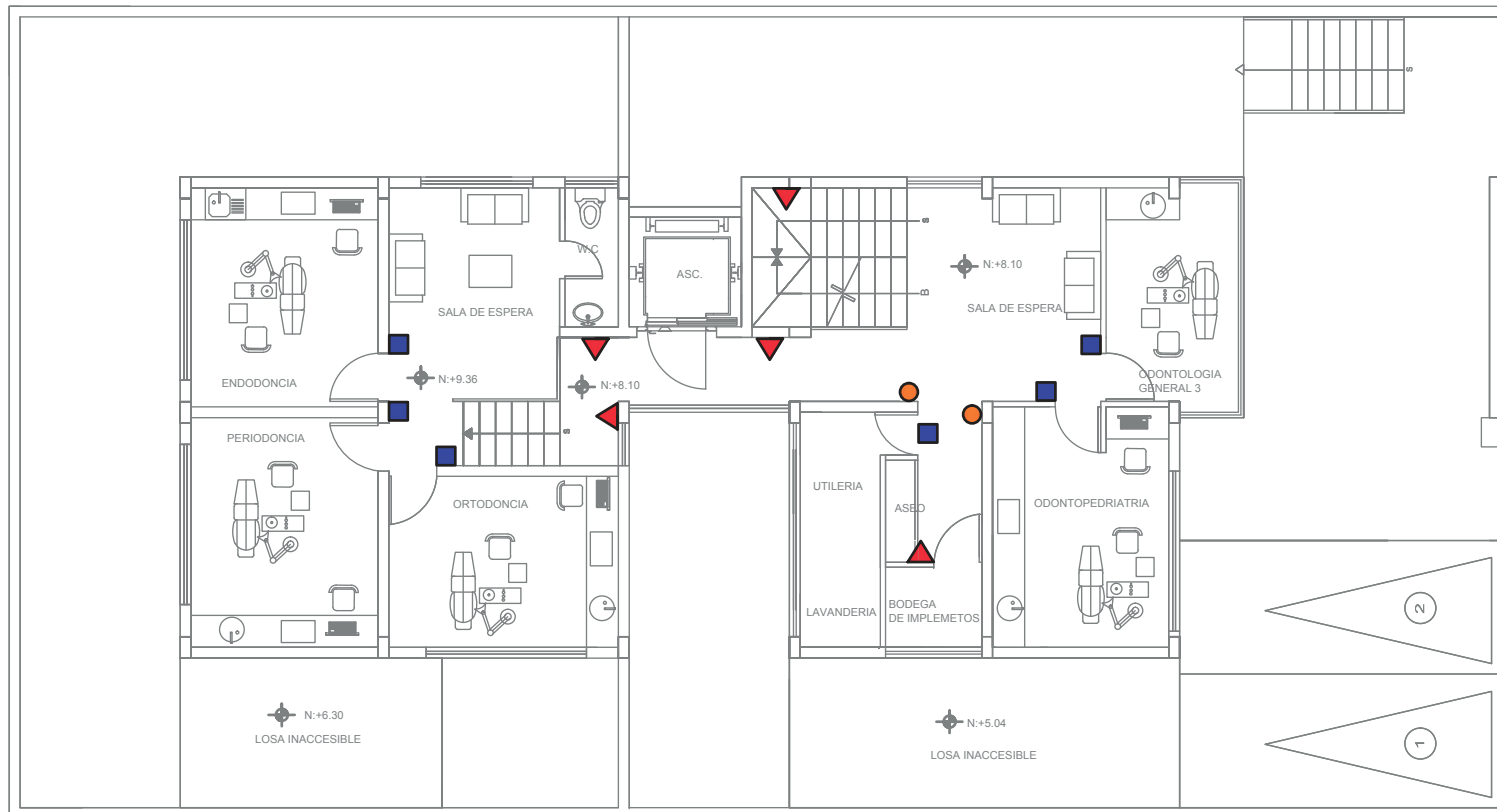 s
W.C
ASC.
s
N:+8.10
B
SALA DE ESPERA
SALA DE ESPERA
N:+9.36
N:+8.10
ENDODONCIA
ODONTOLOGIA
GENERAL 3
PERIODONCIA
s
UTILERIA
ASEO
ORTODONCIA
ODONTOPEDRIATRIA
LAVANDERIA
BODEGA
DE IMPLEMETOS
2
N:+6.30
LOSA INACCESIBLE
N:+5.04
LOSA INACCESIBLE
1